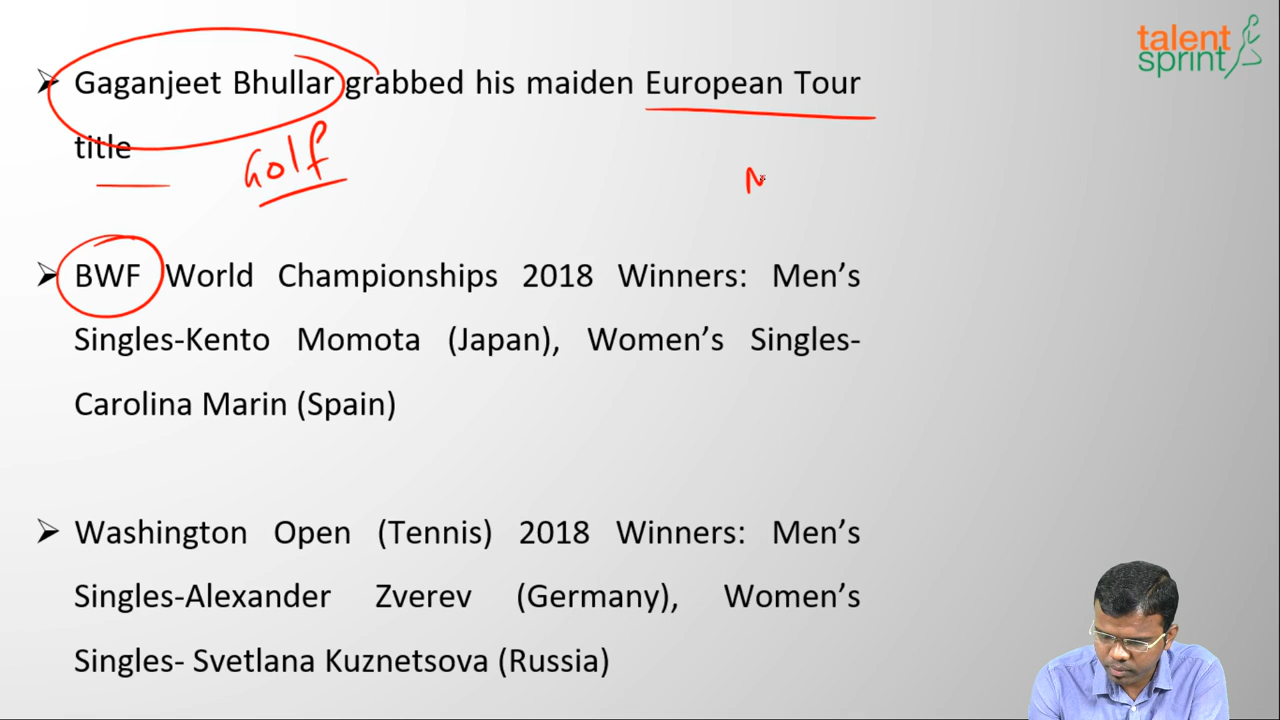 talent
sprint
➤ Gaganjeet Bhullar grabbed his maiden European Tour
title
Golf
N
➤ BWF World Championships 2018 Winners: Men’s
Singles-Kento Momota (Japan), Women’s Singles-
Carolina Marin (Spain)
➤ Washington Open (Tennis) 2018 Winners: Men’s
Singles-Alexander Zverev (Germany), Women’s
Singles- Svetlana Kuznetsova (Russia)